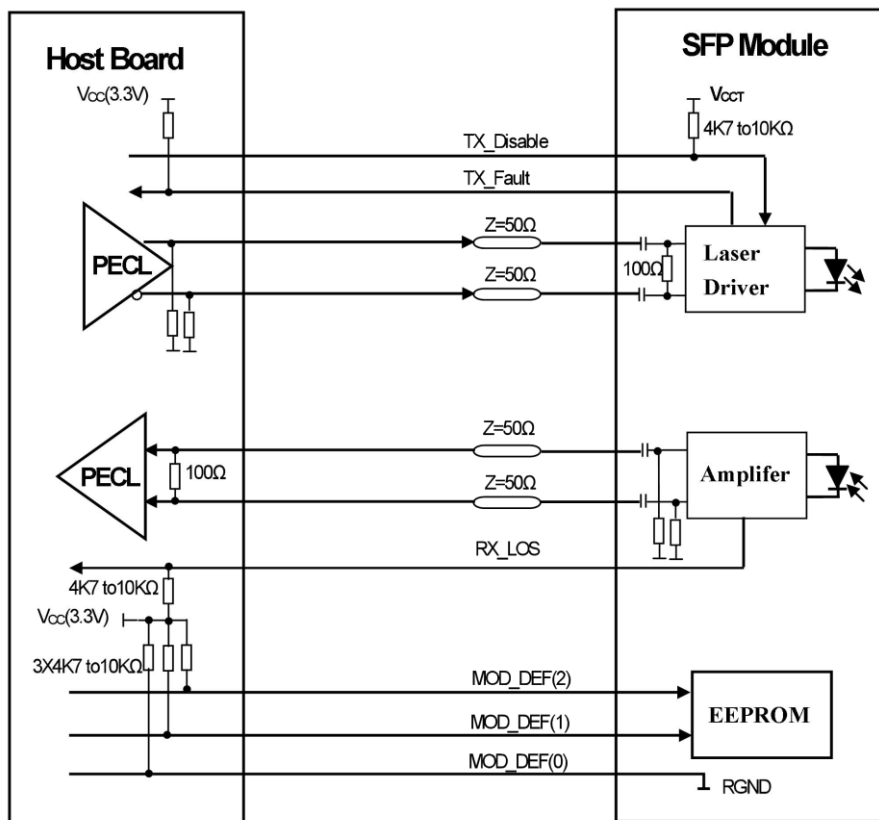 Host Board
SFP Module
VCC(3.3V)
VCCT
4K7 to10KΩ
TX_Disable
TX_Fault
PECL
Z=50Ω
Z=50Ω
100Ω
Laser
Driver
PECL
100Ω
Z=50Ω
Z=50Ω
Amplifer
RX_LOS
4K7 to10KΩ
VCC(3.3V)
3X4K7 to10KΩ
MOD_DEF(2)
MOD_DEF(1)
MOD_DEF(0)
EEPROM
RGND